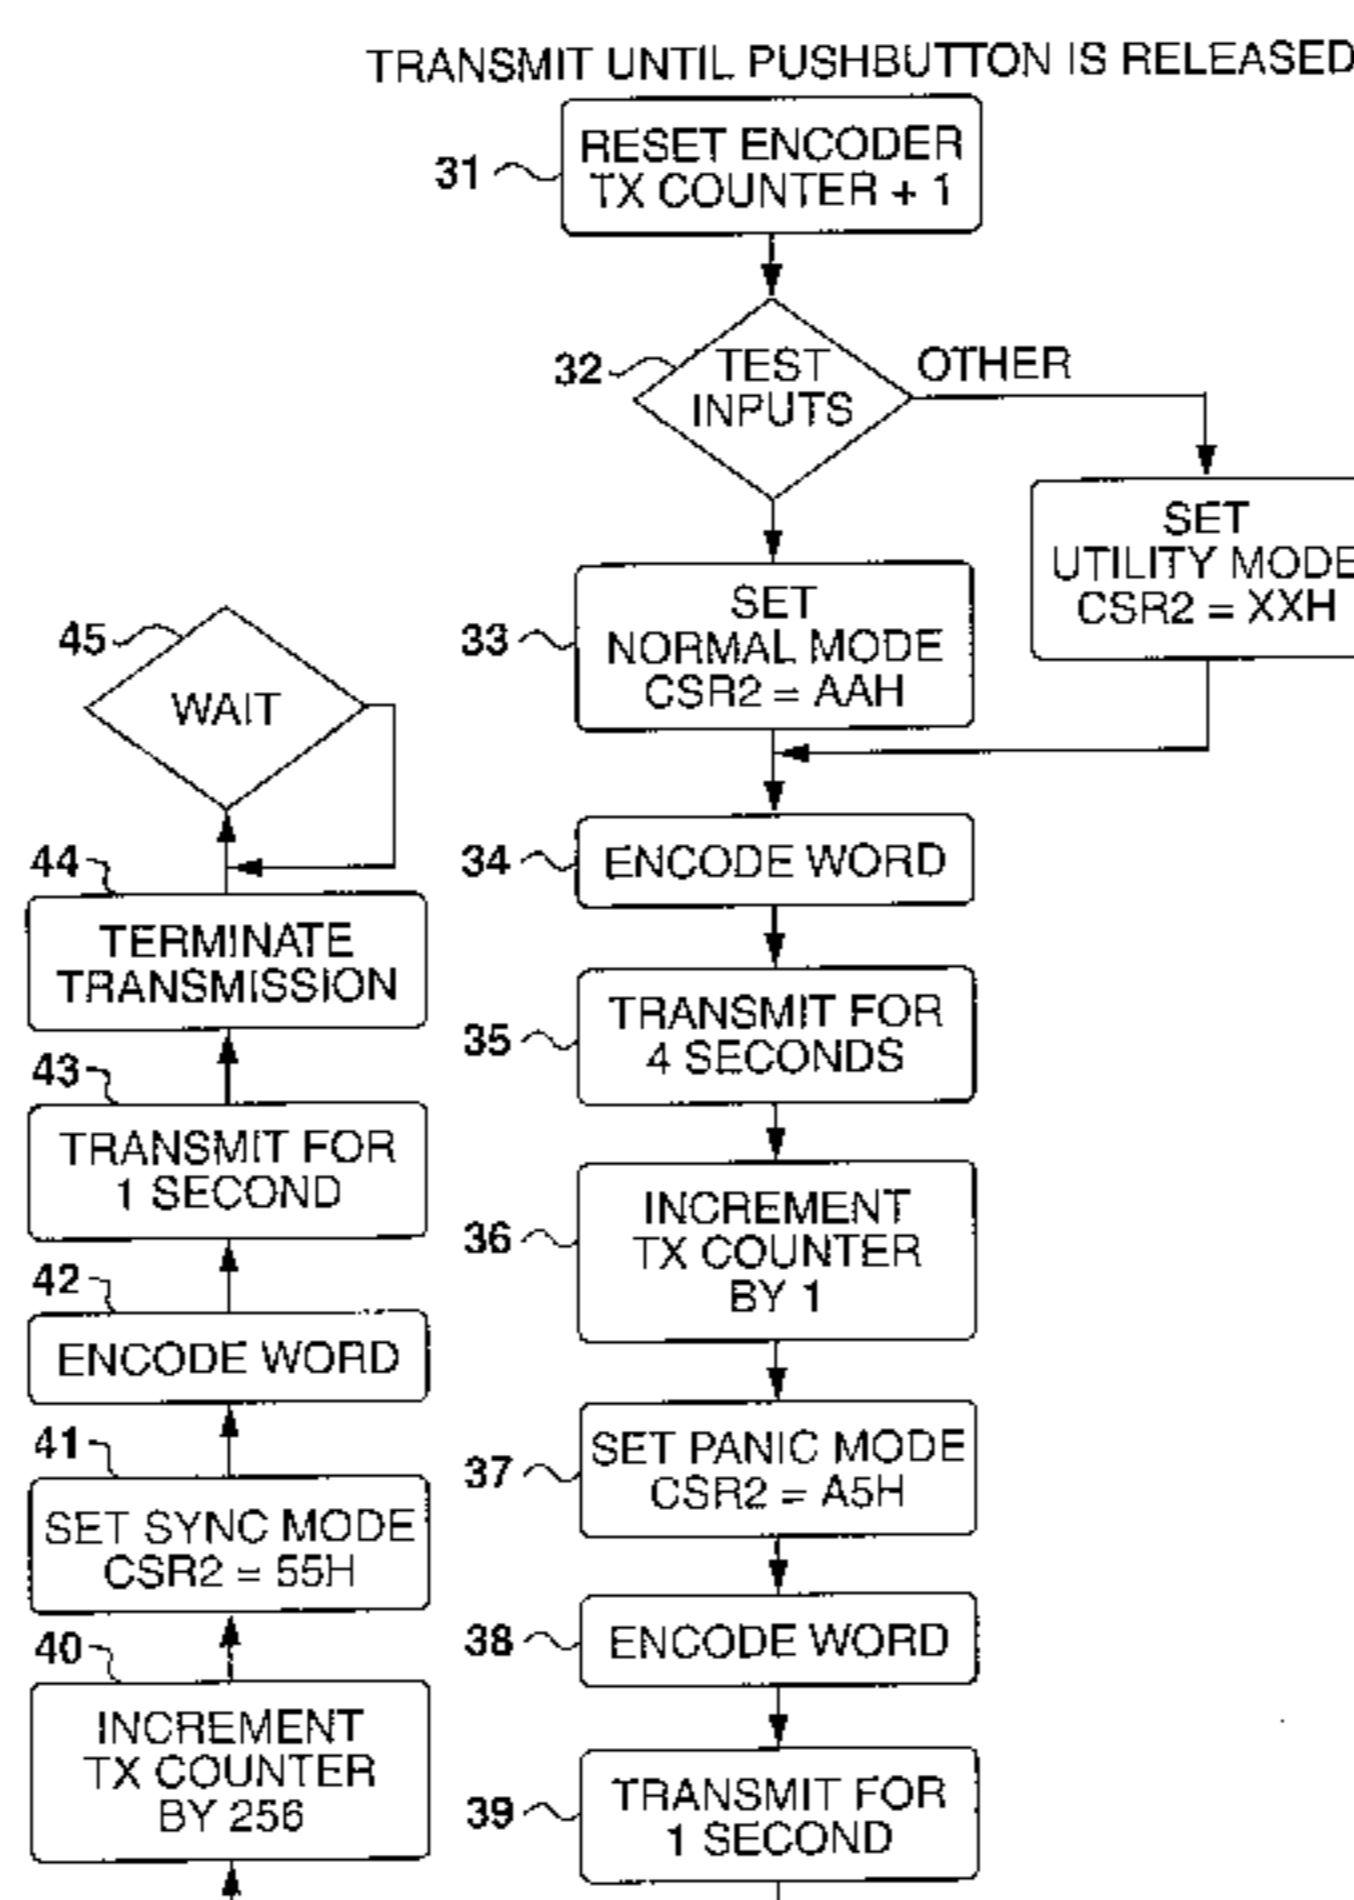 TRANSMIT UNTIL PUSHBUTTON IS RELEASED
31
RESET ENCODER
TX COUNTER + 1
32
TEST
INPUTS
OTHER
SET
UTILITY MODE
CSR2 = XXH
33
SET
NORMAL MODE
CSR2 = AAH
34
ENCODE WORD
35
TRANSMIT FOR
4 SECONDS
36
INCREMENT
TX COUNTER
BY 1
37
SET PANIC MODE
CSR2 = A5H
38
ENCODE WORD
39
TRANSMIT FOR
1 SECOND
40
INCREMENT
TX COUNTER
BY 256
41
SET SYNC MODE
CSR2 = 55H
42
ENCODE WORD
43
TRANSMIT FOR
1 SECOND
44
TERMINATE
TRANSMISSION
45
WAIT